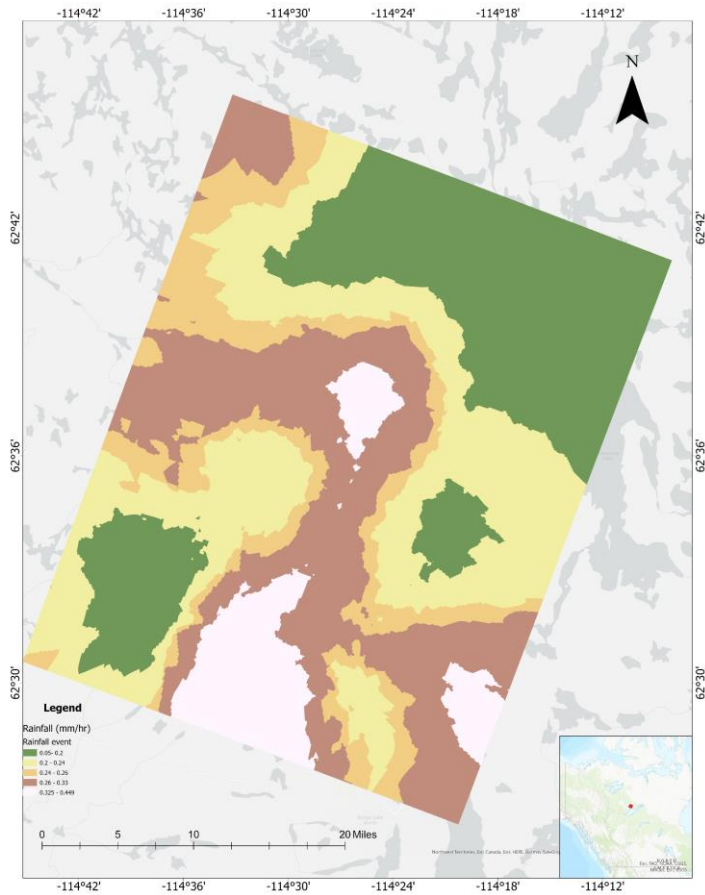 -114°42' -114°36' -114°30' -114°24' -114°18' -114°12'
N
62°42' 62°42'
62°36' 62°36'
62°30' 62°30'
Legend
Rainfall (mm/hr)
Rainfall event
0.05- 0.2
0.2 - 0.24
0.24 - 0.26
0.26 - 0.33
0.325 - 0.449
0 5 10 20 Miles
-114°42' -114°36' -114°30' -114°24' -114°18' -114°12'